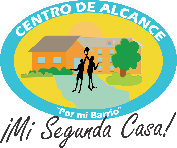 CENTRO DE ALCANCE
"Por mi Barrio"
¡Mi Segunda Casa!